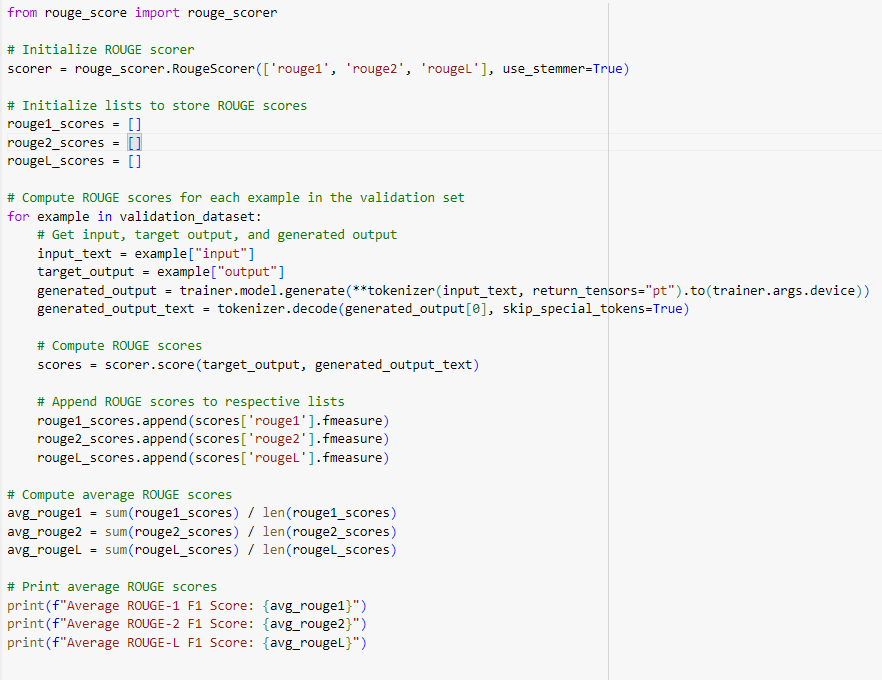 from rouge_score import rouge_scorer
# Initialize ROUGE scorer
scorer = rouge_scorer.RougeScorer(['rouge1', 'rouge2', 'rougeL'], use_stemmer=True)
# Initialize lists to store ROUGE scores
rouge1_scores = []
rouge2_scores = []
rougeL_scores = []
# Compute ROUGE scores for each example in the validation set
for example in validation_dataset:
    # Get input, target output, and generated output
    input_text = example["input"]
    target_output = example["output"]
    generated_output = trainer.model.generate(**tokenizer(input_text, return_tensors="pt").to(trainer.args.device))
    generated_output_text = tokenizer.decode(generated_output[0], skip_special_tokens=True)
    # Compute ROUGE scores
    scores = scorer.score(target_output, generated_output_text)
    # Append ROUGE scores to respective lists
    rouge1_scores.append(scores['rouge1'].fmeasure)
    rouge2_scores.append(scores['rouge2'].fmeasure)
    rougeL_scores.append(scores['rougeL'].fmeasure)
# Compute average ROUGE scores
avg_rouge1 = sum(rouge1_scores) / len(rouge1_scores)
avg_rouge2 = sum(rouge2_scores) / len(rouge2_scores)
avg_rougeL = sum(rougeL_scores) / len(rougeL_scores)
# Print average ROUGE scores
print(f"Average ROUGE-1 F1 Score: {avg_rouge1}")
print(f"Average ROUGE-2 F1 Score: {avg_rouge2}")
print(f"Average ROUGE-L F1 Score: {avg_rougeL}")